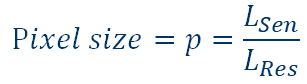 Pixel size = p = L_Sen / L_Res